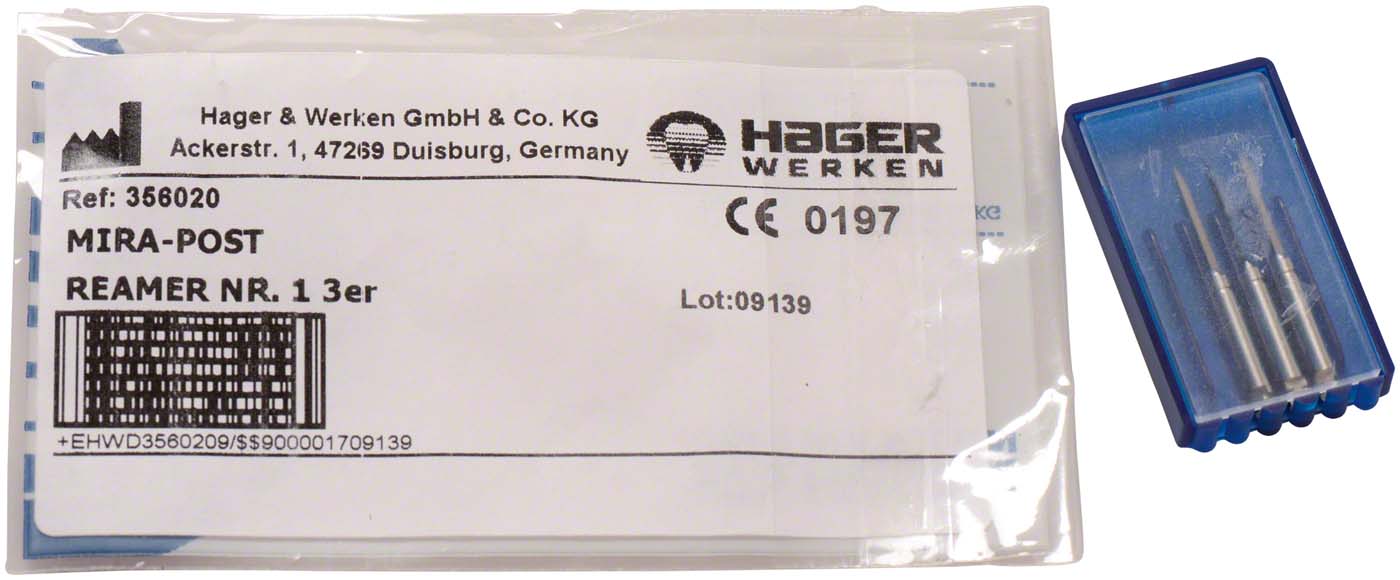 Hager & Werken GmbH & Co. KG
Ackerstr. 1, 47269 Duisburg, Germany
HAGER
WERKEN
Ref: 356020
CE 0197
KG
MIRA-POST
REAMER NR. 1 3er
Lot:09139
+EHWD3560209/$$900001709139